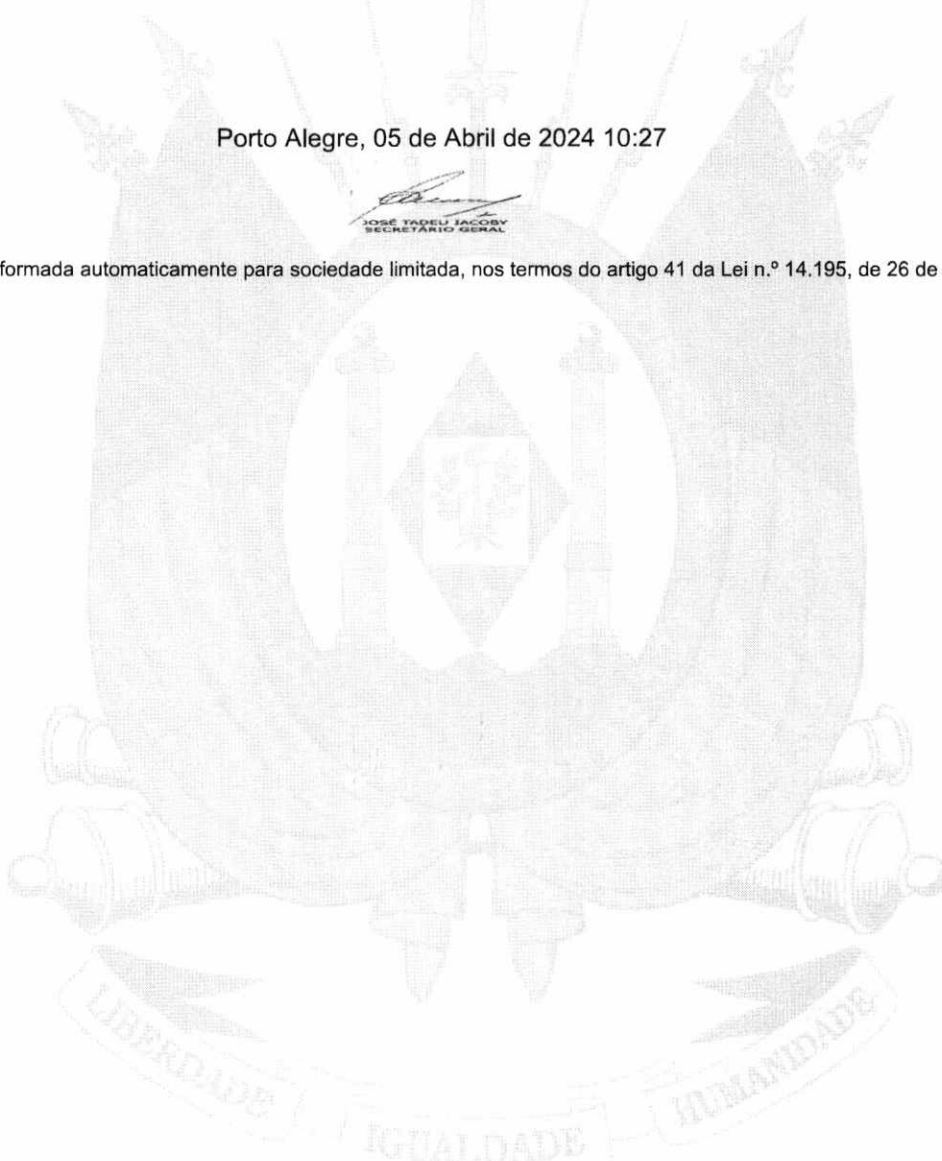 Porto Alegre, 05 de Abril de 2024 10:27
JOSÉ TADEU JACOBY
SECRETÁRIO GERAL
formada automaticamente para sociedade limitada, nos termos do artigo 41 da Lei n.º 14.195, de 26 de
LIBERDADE
IGUALDADE
HUMANIDADE